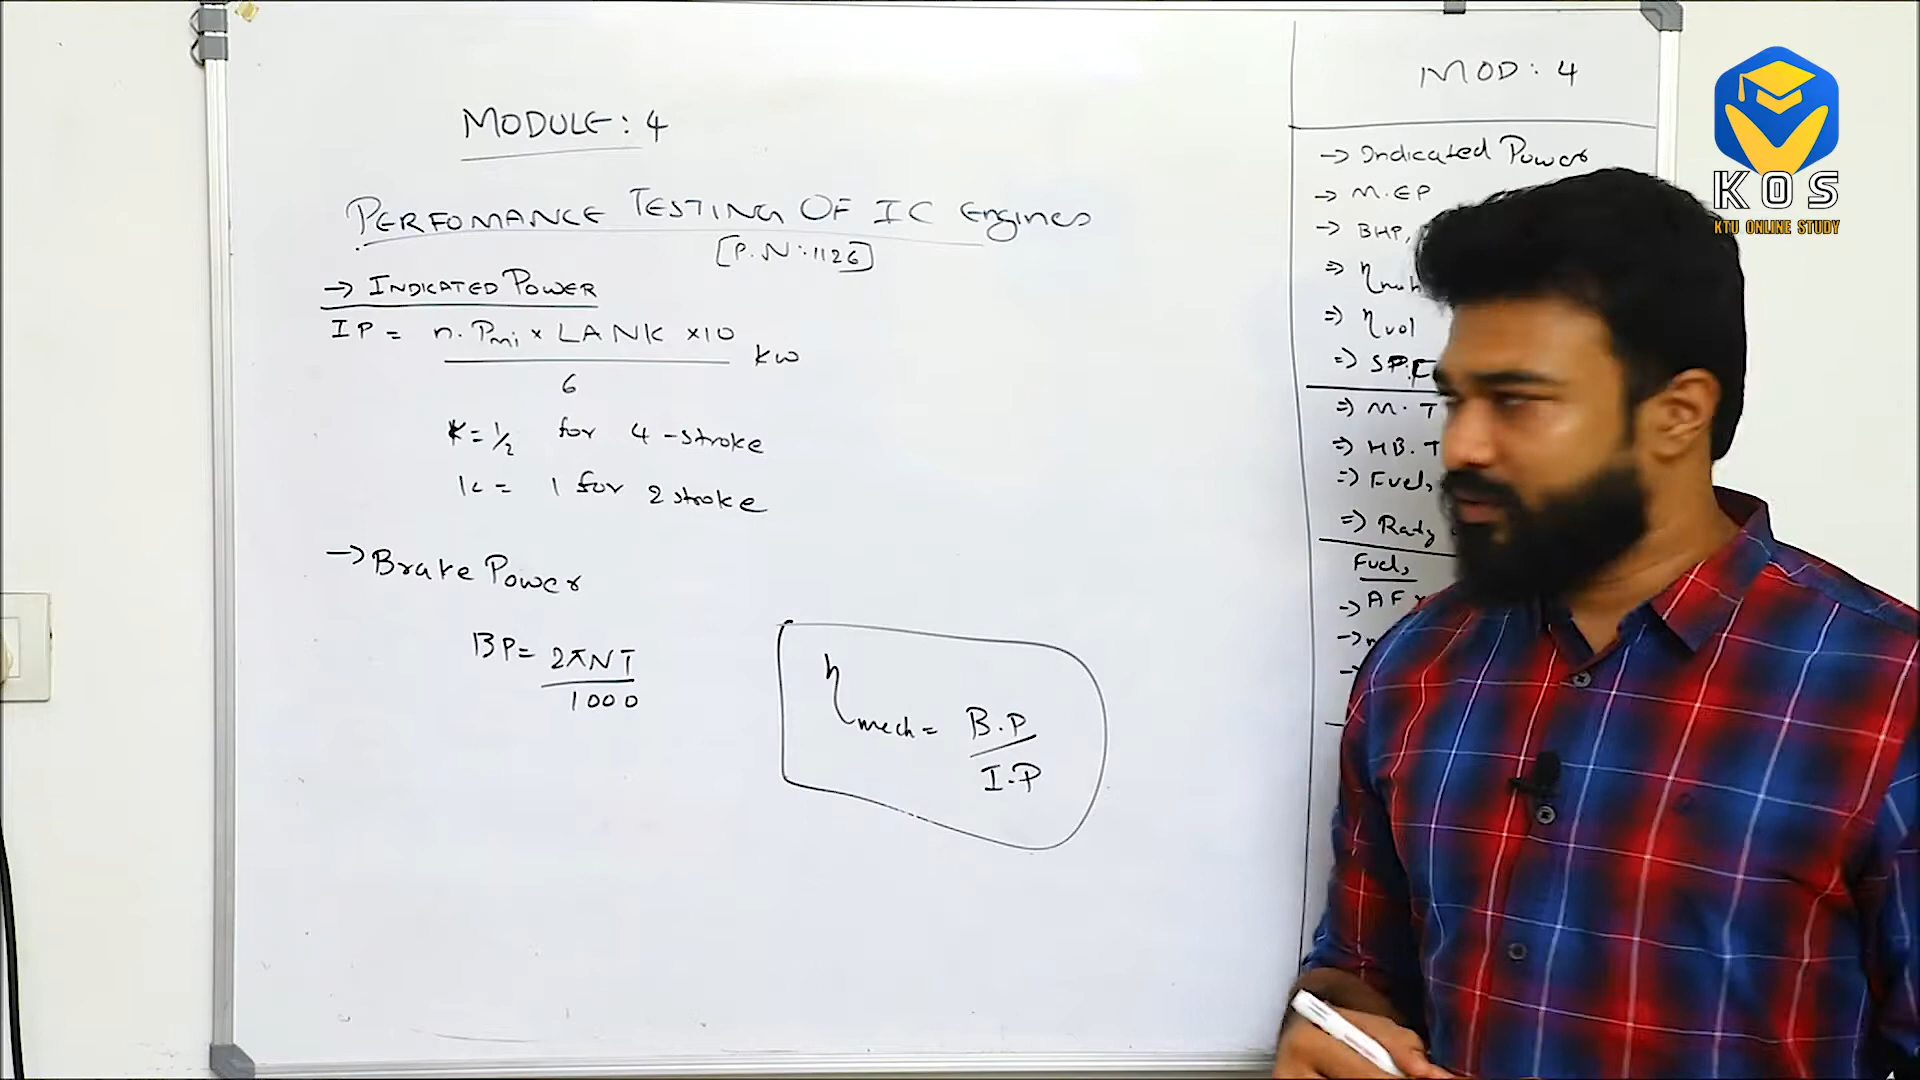 MODULE: 4
PERFOMANCE TESTING OF IC Engines
[P.N:1126]
→ INDICATED POWER
IP = n.Pmi × LANK ×10 / 6 kw
K = 1/2 for 4-stroke
K = 1 for 2 stroke
→ Brake Power
BP = 2πNT / 1000
ηmech = B.P / I.P
MOD: 4
→ Indicated Power
→ M.EP
→ BHP,
⇒ η
⇒ ηvol
⇒ SP.F
⇒ M.T
⇒ HB.T
⇒ Fuel,
⇒
Fuel,
→ AF
KOS
KTU ONLINE STUDY